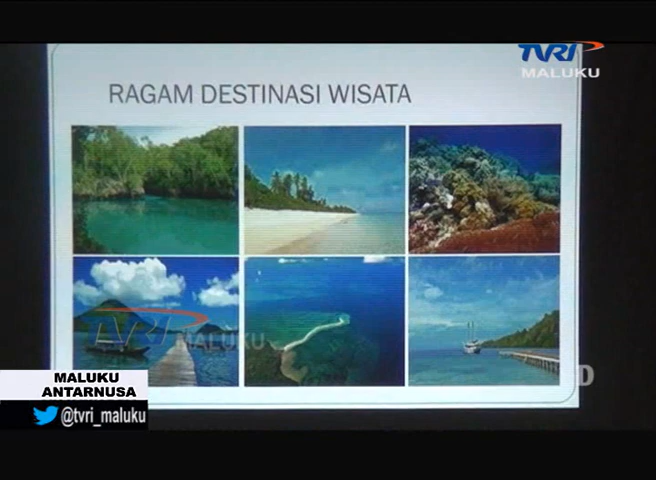 TVRI
MALUKU
RAGAM DESTINASI WISATA
TVRI MALUKU
D
MALUKU
ANTARNUSA
@tvri_maluku